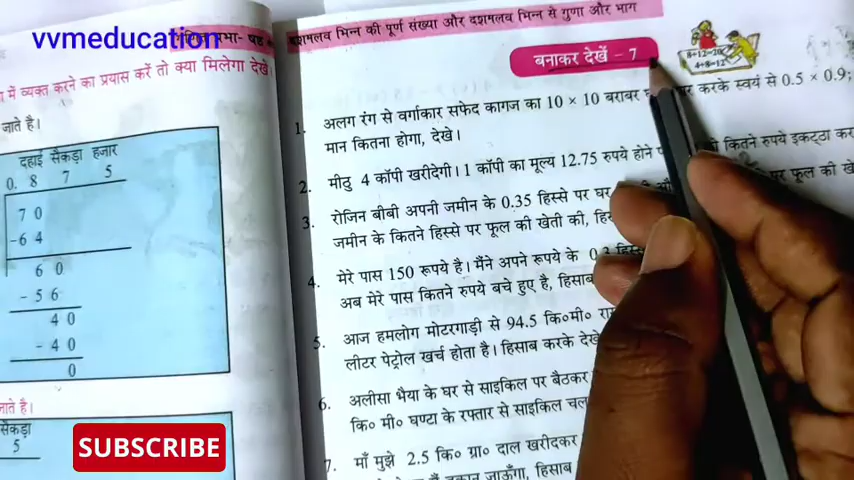 vvmeducation
दशमलव भिन्न की पूर्ण संख्या और दशमलव भिन्न से गुणा और भाग
में व्यक्त करने का प्रयास करें तो क्या मिलेगा देखें
जाते है।
दहाई सैकड़ा हजार
0. 8 7 5
7 0
-6 4
6 0
- 5 6
4 0
- 4 0
0
जाते है।
सैकड़ा
5
SUBSCRIBE
बनाकर देखें - 7
8+12=20
4+8=12
1. अलग रंग से वर्गाकार सफेद कागज का 10 × 10 बराबर करके स्वयं से 0.5 × 0.9;
मान कितना होगा, देखे।
2. मीठु 4 कॉपी खरीदेगी। 1 कॉपी का मूल्य 12.75 रुपये होने कितने रुपये इकट्ठा कर
3. रोजिन बीबी अपनी जमीन के 0.35 हिस्से पर घर पर फूल की खे
जमीन के कितने हिस्से पर फूल की खेती की,
4. मेरे पास 150 रूपये है। मैंने अपने रूपये के 0.3
अब मेरे पास कितने रुपये बचे हुए है, हिसाब
5. आज हमलोग मोटरगाड़ी से 94.5 कि०मी०
लीटर पेट्रोल खर्च होता है। हिसाब करके देखे
6. अलीसा भैया के घर से साइकिल पर बैठकर
कि० मी० घण्टा के रफ्तार से साइकिल चल
7. माँ मुझे 2.5 कि० ग्रा० दाल खरीदकर
जाऊँगा, हिसाब